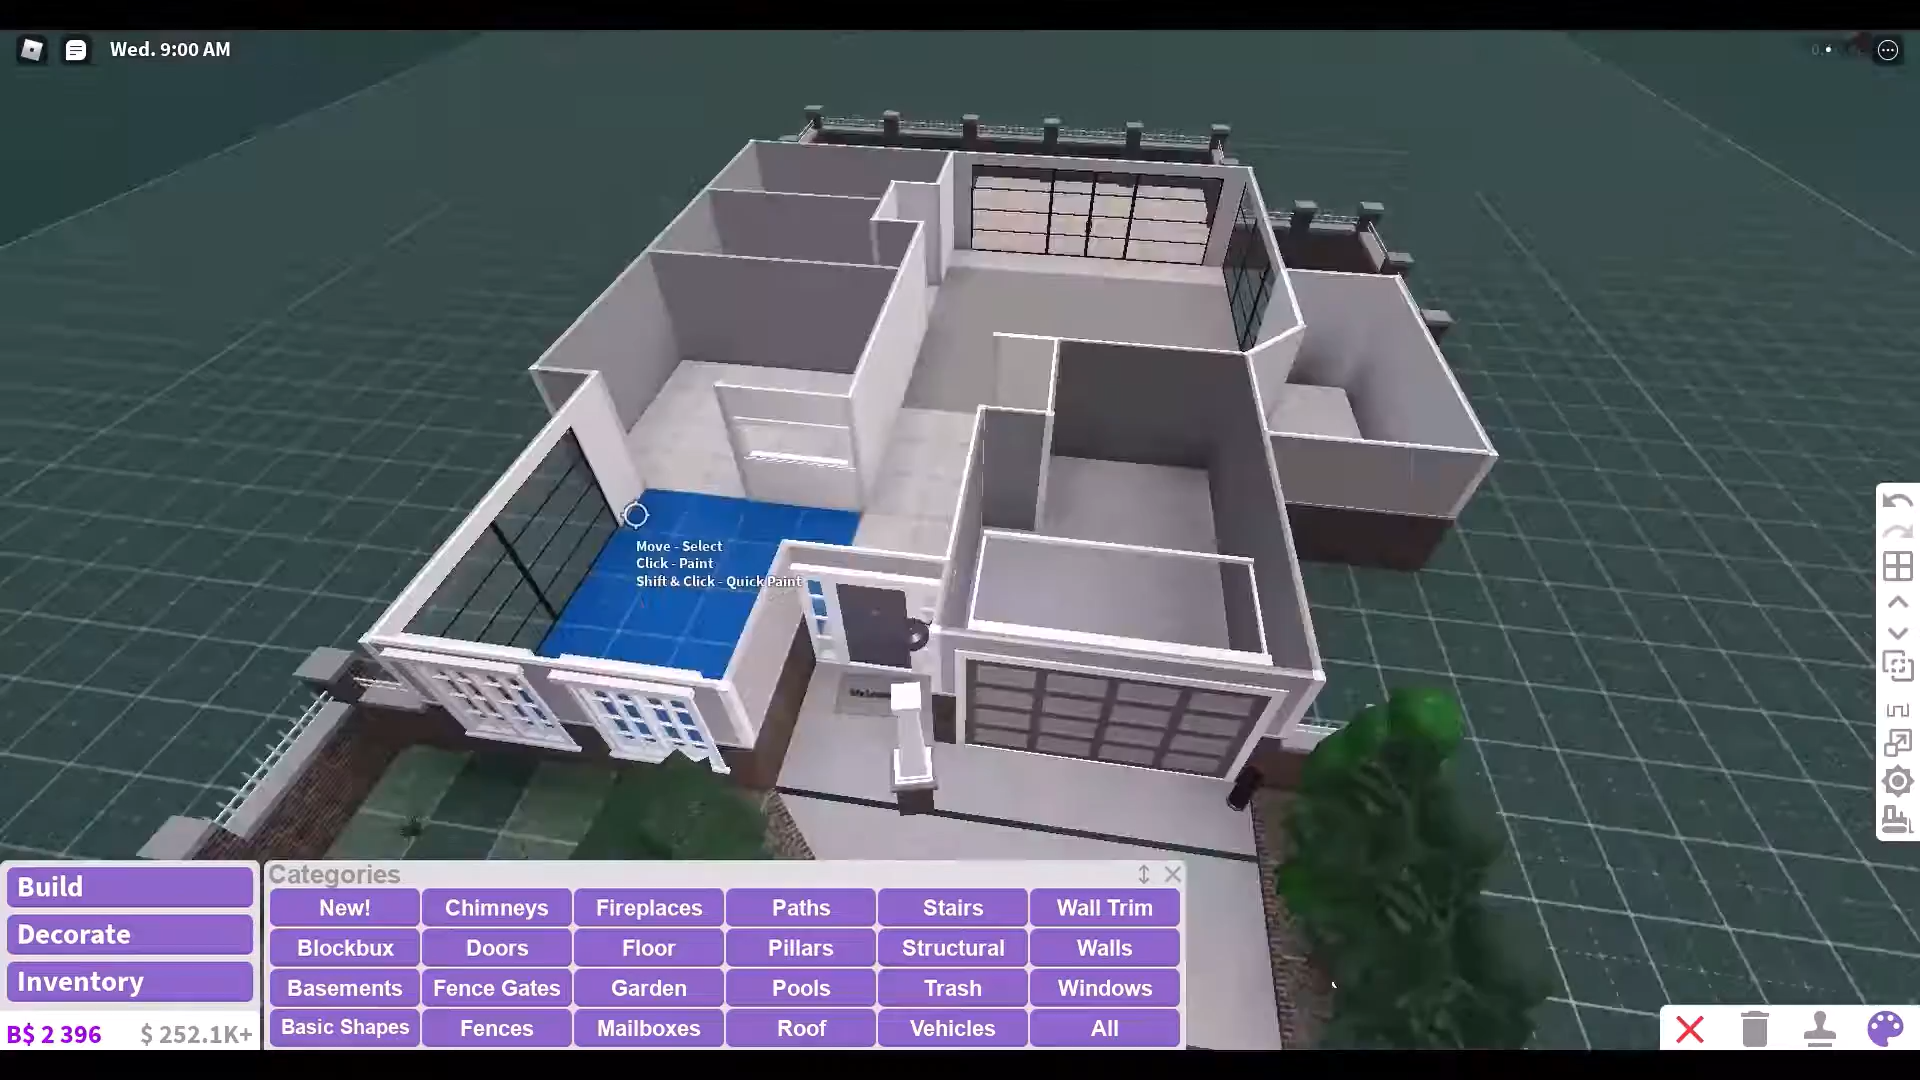 Wed. 9:00 AM
Move - Select
Click - Paint
Shift & Click - Quick Paint
Build
Decorate
Inventory
B$ 2 396 $ 252.1K+
Categories
New! Chimneys Fireplaces Paths Stairs Wall Trim
Blockbux Doors Floor Pillars Structural Walls
Basements Fence Gates Garden Pools Trash Windows
Basic Shapes Fences Mailboxes Roof Vehicles All